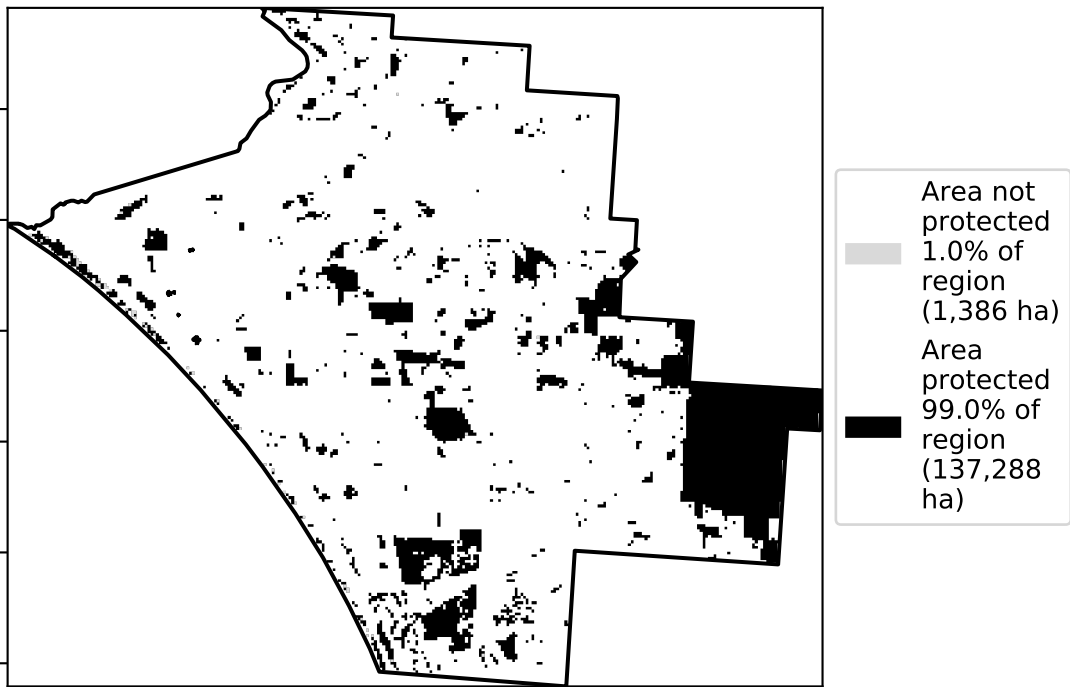 Area not
protected
1.0% of
region
(1,386 ha)
Area
protected
99.0% of
region
(137,288
ha)